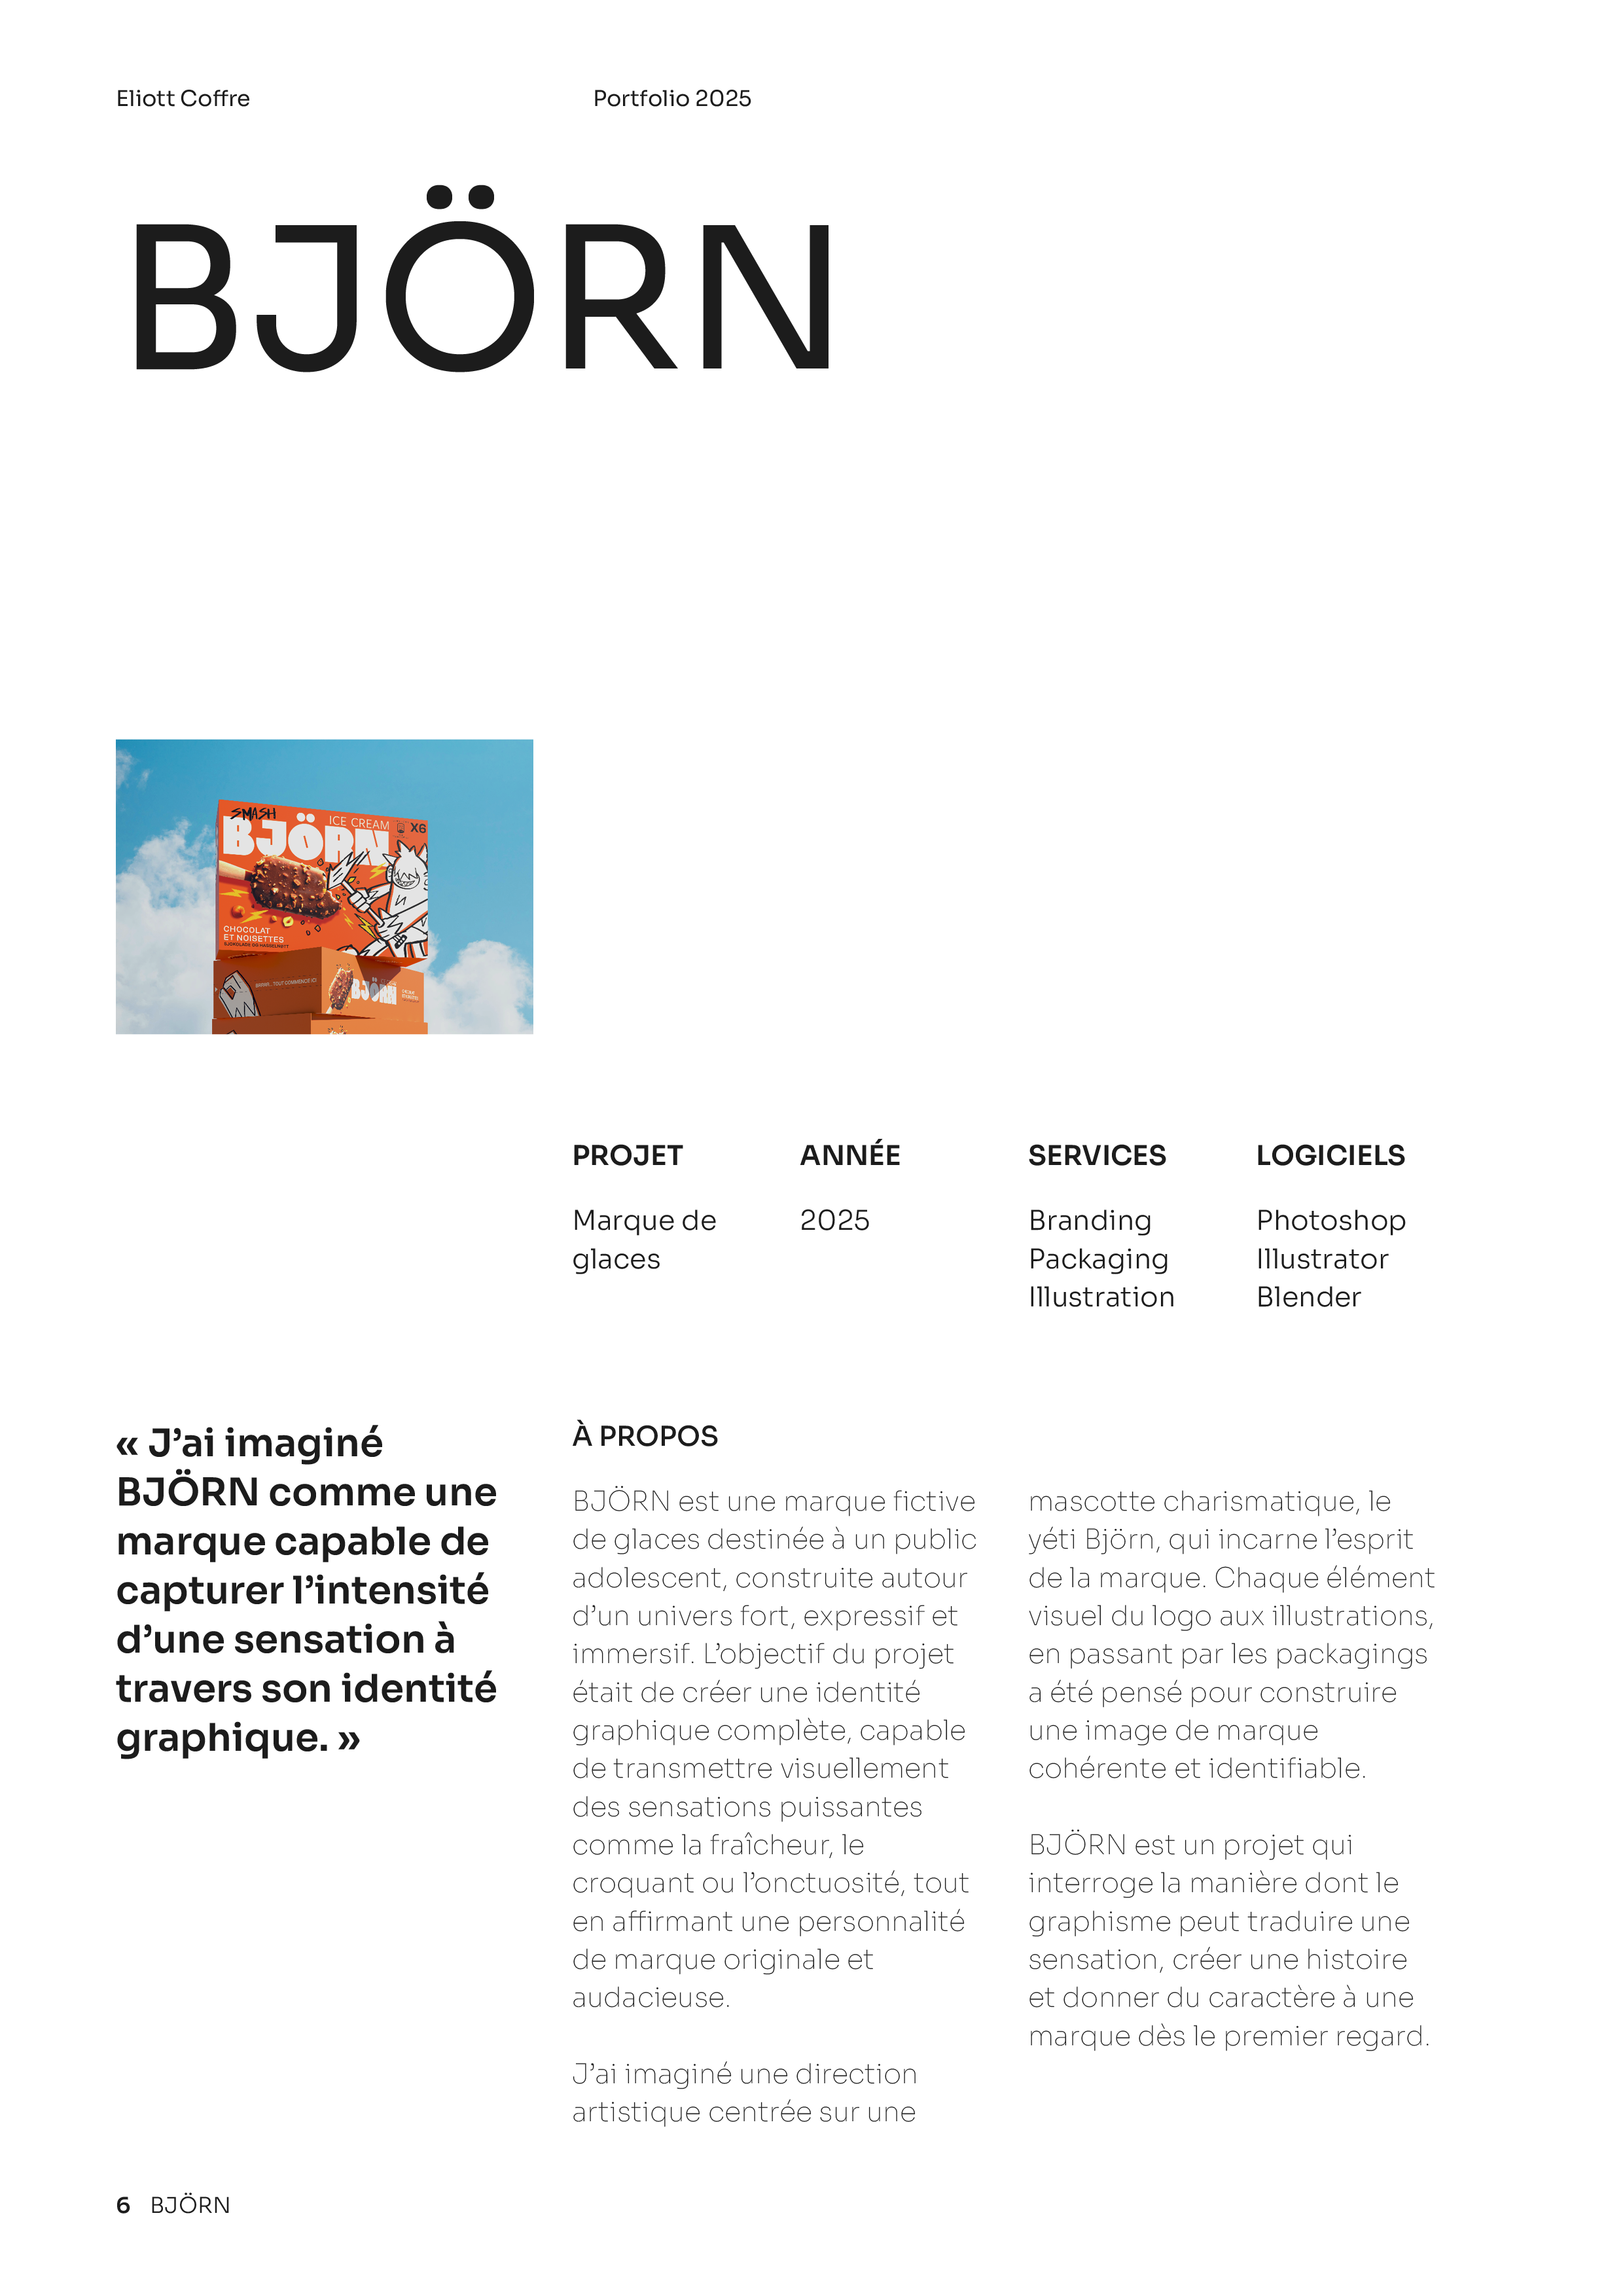 Eliott Coffre
Portfolio 2025
BJÖRN
SMASH
BJÖRN
ICE CREAM
X6
CHOCOLAT
ET NOISETTES
BJÖRN
PROJET
Marque de
glaces
ANNÉE
2025
SERVICES
Branding
Packaging
Illustration
LOGICIELS
Photoshop
Illustrator
Blender
« J’ai imaginé
BJÖRN comme une
marque capable de
capturer l’intensité
d’une sensation à
travers son identité
graphique. »
À PROPOS
BJÖRN est une marque fictive
de glaces destinée à un public
adolescent, construite autour
d’un univers fort, expressif et
immersif. L’objectif du projet
était de créer une identité
graphique complète, capable
de transmettre visuellement
des sensations puissantes
comme la fraîcheur, le
croquant ou l’onctuosité, tout
en affirmant une personnalité
de marque originale et
audacieuse.
J’ai imaginé une direction
artistique centrée sur une
mascotte charismatique, le
yéti Björn, qui incarne l’esprit
de la marque. Chaque élément
visuel du logo aux illustrations,
en passant par les packagings
a été pensé pour construire
une image de marque
cohérente et identifiable.
BJÖRN est un projet qui
interroge la manière dont le
graphisme peut traduire une
sensation, créer une histoire
et donner du caractère à une
marque dès le premier regard.
6 BJÖRN